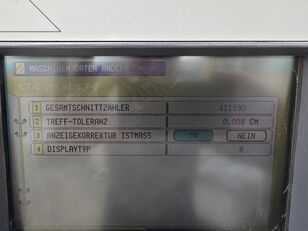 2 MASCHINEN-DATEN ÄNDERN
1 GESAMTSCHNITTZÄHLER 411590
2 TREFF-TOLERANZ 0.008 CM
3 ANZEIGEKORREKTUR ISTMASS JA NEIN
4 DISPLAYTYP 8